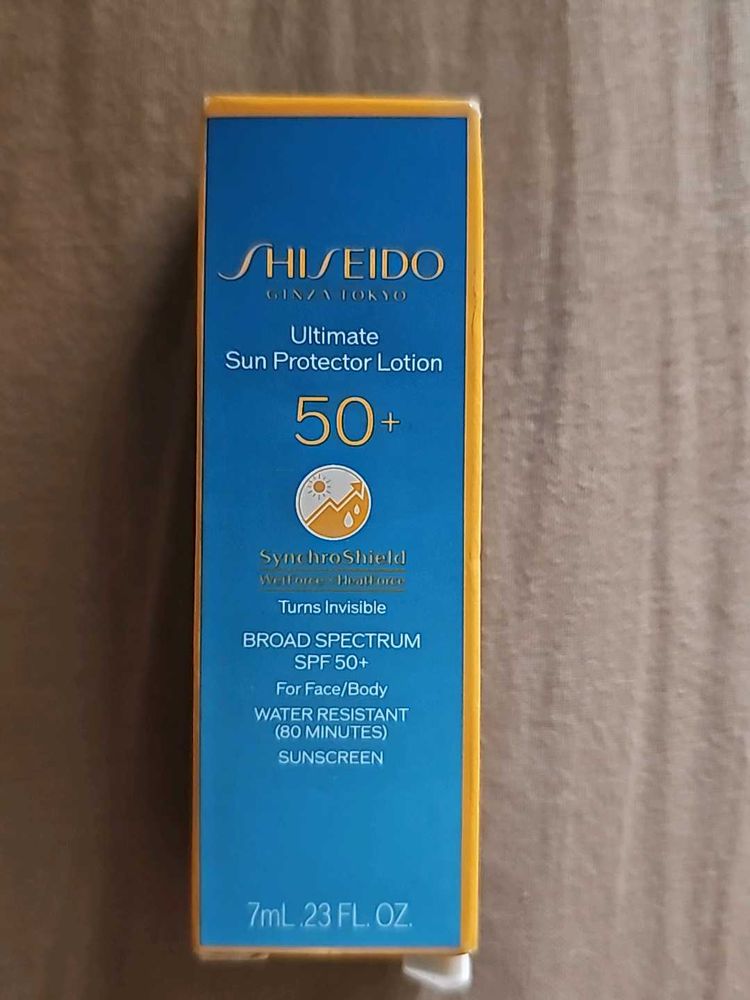 SHISEIDO
GINZA TOKYO
Ultimate
Sun Protector Lotion
50+
SynchroShield
WetForce · HeatForce
Turns Invisible
BROAD SPECTRUM
SPF 50+
For Face/Body
WATER RESISTANT
(80 MINUTES)
SUNSCREEN
7mL .23 FL. OZ.